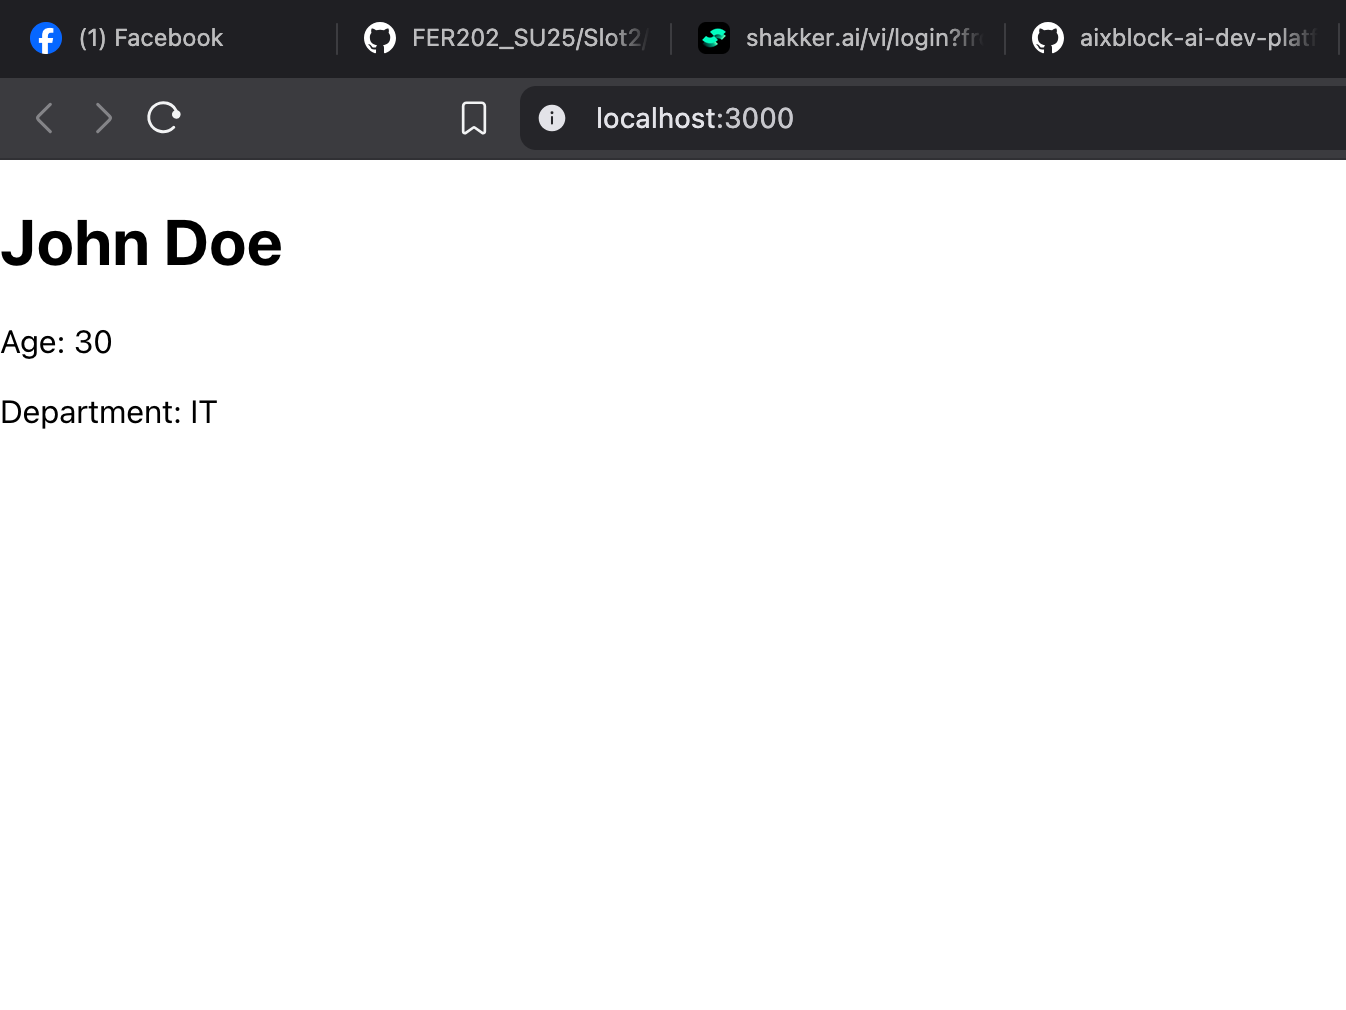 (1) Facebook
FER202_SU25/Slot2/
shakker.ai/vi/login?fr
aixblock-ai-dev-plat
localhost:3000
John Doe
Age: 30
Department: IT